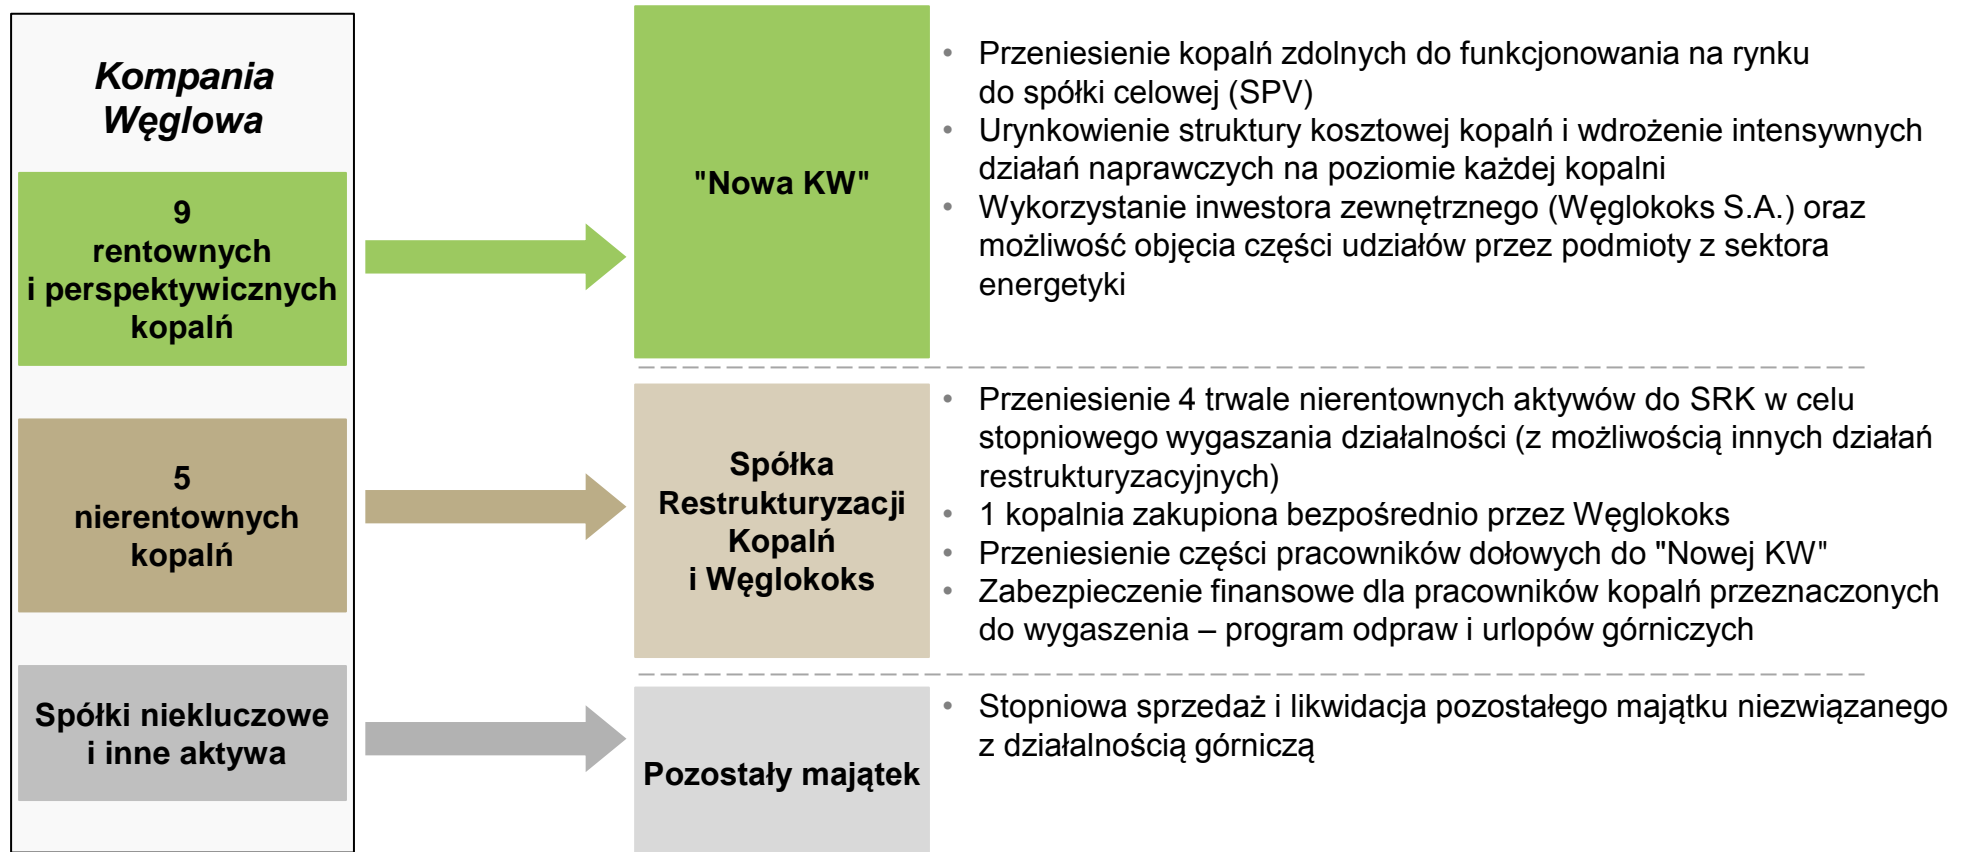 Kompania
Węglowa
9
rentownych
i perspektywicznych
kopalń
5
nierentownych
kopalń
Spółki niekluczowe
i inne aktywa
"Nowa KW"
• Przeniesienie kopalń zdolnych do funkcjonowania na rynku
do spółki celowej (SPV)
• Urynkowienie struktury kosztowej kopalń i wdrożenie intensywnych
działań naprawczych na poziomie każdej kopalni
• Wykorzystanie inwestora zewnętrznego (Węglokoks S.A.) oraz
możliwość objęcia części udziałów przez podmioty z sektora
energetyki
Spółka
Restrukturyzacji
Kopalń
i Węglokoks
• Przeniesienie 4 trwale nierentownych aktywów do SRK w celu
stopniowego wygaszania działalności (z możliwością innych działań
restrukturyzacyjnych)
• 1 kopalnia zakupiona bezpośrednio przez Węglokoks
• Przeniesienie części pracowników dołowych do "Nowej KW"
• Zabezpieczenie finansowe dla pracowników kopalń przeznaczonych
do wygaszenia – program odpraw i urlopów górniczych
Pozostały majątek
• Stopniowa sprzedaż i likwidacja pozostałego majątku niezwiązanego
z działalnością górniczą